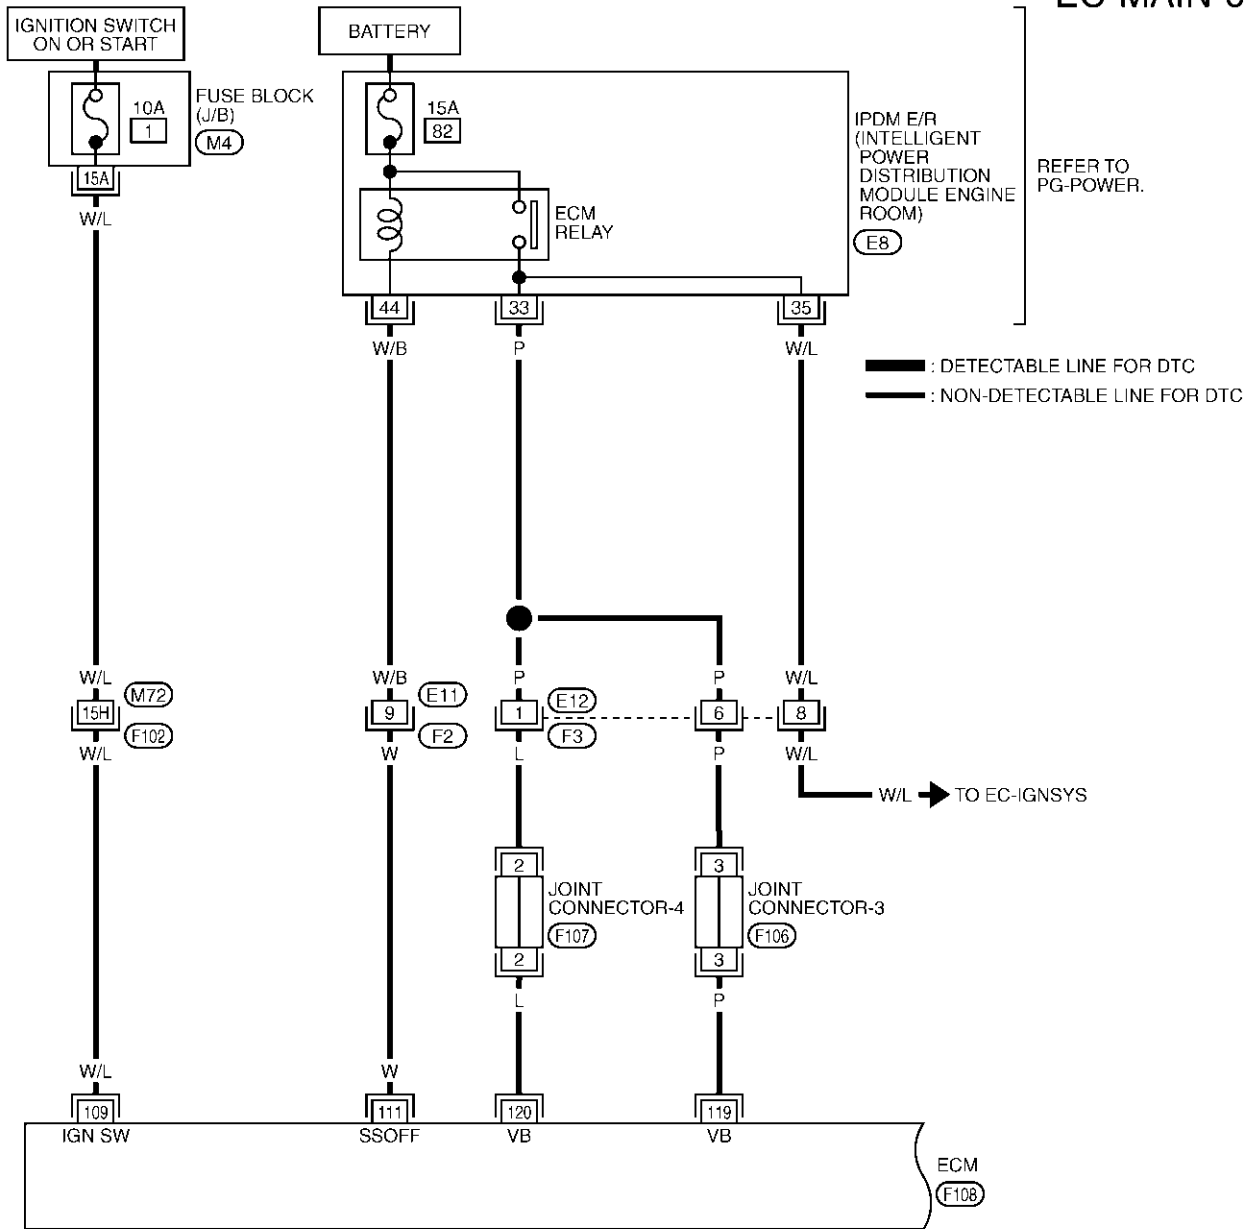 EC-MAIN-0
IGNITION SWITCH
ON OR START
BATTERY
10A
1
FUSE BLOCK
(J/B)
M4
15A
82
IPDM E/R
(INTELLIGENT
POWER
DISTRIBUTION
MODULE ENGINE
ROOM)
E8
REFER TO
PG-POWER.
15A
ECM
RELAY
W/L
44
33
35
W/B
P
W/L
: DETECTABLE LINE FOR DTC
: NON-DETECTABLE LINE FOR DTC
W/L
W/B
P
P
W/L
15H
M72
F102
9
E11
F2
1
E12
F3
6
8
W/L
W
L
P
W/L
W/L
TO EC-IGNSYS
2
JOINT
CONNECTOR-4
F107
2
3
JOINT
CONNECTOR-3
F106
3
L
P
W/L
W
109
111
120
119
IGN SW
SSOFF
VB
VB
ECM
F108